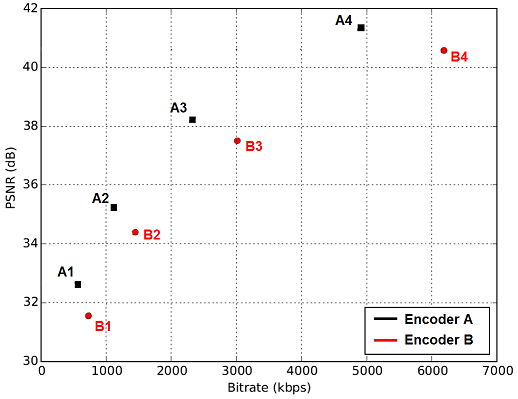 42
40
38
36
34
32
30
PSNR (dB)
A4
B4
A3
B3
A2
B2
A1
B1
Encoder A
Encoder B
0 1000 2000 3000 4000 5000 6000 7000
Bitrate (kbps)